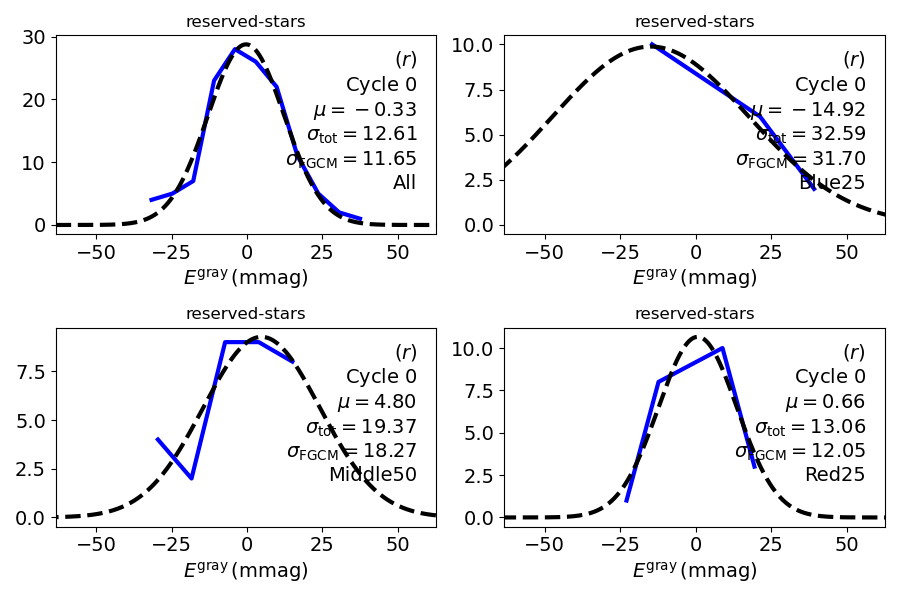 reserved-stars
30
20
10
0
(r)
Cycle 0
μ = −0.33
σtot = 12.61
σFGCM = 11.65
All
−50 −25 0 25 50
Egray (mmag)
reserved-stars
10.0
7.5
5.0
2.5
0.0
(r)
Cycle 0
μ = −14.92
σtot = 32.59
σFGCM = 31.70
Blue25
−50 −25 0 25 50
Egray (mmag)
reserved-stars
7.5
5.0
2.5
0.0
(r)
Cycle 0
μ = 4.80
σtot = 19.37
σFGCM = 18.27
Middle50
−50 −25 0 25 50
Egray (mmag)
reserved-stars
10.0
7.5
5.0
2.5
0.0
(r)
Cycle 0
μ = 0.66
σtot = 13.06
σFGCM = 12.05
Red25
−50 −25 0 25 50
Egray (mmag)